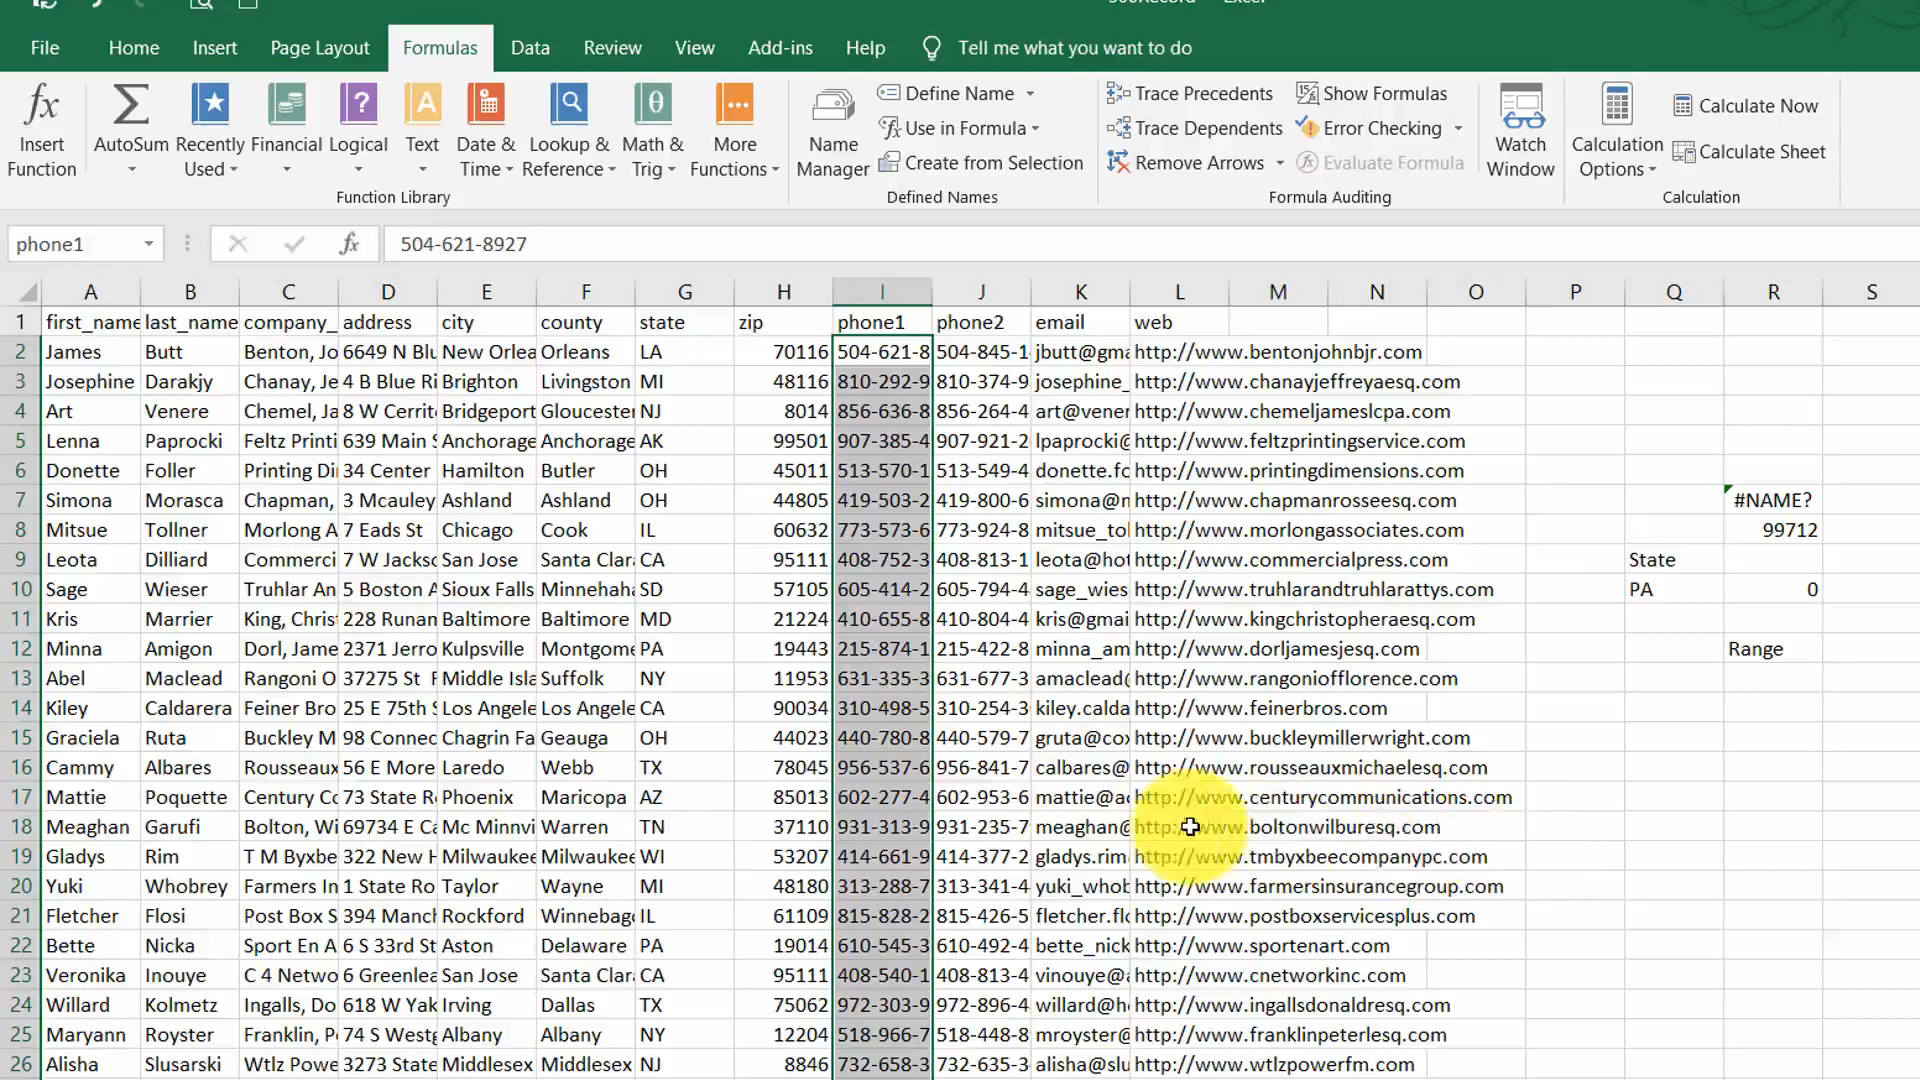 File Home Insert Page Layout Formulas Data Review View Add-ins Help Tell me what you want to do
Insert Function AutoSum Recently Used Financial Logical Text Date & Time Lookup & Reference Math & Trig More Functions Name Manager Define Name Use in Formula Create from Selection Trace Precedents Trace Dependents Remove Arrows Show Formulas Error Checking Evaluate Formula Watch Window Calculation Options Calculate Now Calculate Sheet
Function Library Defined Names Formula Auditing Calculation
phone1 fx 504-621-8927
A B C D E F G H I J K L M N O P Q R S
1 first_name last_name company_ address city county state zip phone1 phone2 email web
2 James Butt Benton, Jo 6649 N Blu New Orlea Orleans LA 70116 504-621-8 504-845-1 jbutt@gma http://www.bentonjohnbjr.com
3 Josephine Darakjy Chanay, Je 4 B Blue Ri Brighton Livingston MI 48116 810-292-9 810-374-9 josephine_ http://www.chanayjeffreyaesq.com
4 Art Venere Chemel, Ja 8 W Cerrit Bridgeport Gloucester NJ 8014 856-636-8 856-264-4 art@vener http://www.chemeljameslcpa.com
5 Lenna Paprocki Feltz Printi 639 Main S Anchorage Anchorage AK 99501 907-385-4 907-921-2 lpaprocki@ http://www.feltzprintingservice.com
6 Donette Foller Printing Di 34 Center Hamilton Butler OH 45011 513-570-1 513-549-4 donette.fo http://www.printingdimensions.com
7 Simona Morasca Chapman, 3 Mcauley Ashland Ashland OH 44805 419-503-2 419-800-6 simona@m http://www.chapmanrosseesq.com #NAME?
8 Mitsue Tollner Morlong A 7 Eads St Chicago Cook IL 60632 773-573-6 773-924-8 mitsue_tol http://www.morlongassociates.com 99712
9 Leota Dilliard Commerci 7 W Jackso San Jose Santa Clar CA 95111 408-752-3 408-813-1 leota@hot http://www.commercialpress.com State
10 Sage Wieser Truhlar An 5 Boston A Sioux Falls Minnehaha SD 57105 605-414-2 605-794-4 sage_wies http://www.truhlarandtruhlarattys.com PA 0
11 Kris Marrier King, Chris 228 Runan Baltimore Baltimore MD 21224 410-655-8 410-804-4 kris@gmai http://www.kingchristopheraesq.com
12 Minna Amigon Dorl, Jame 2371 Jerro Kulpsville Montgome PA 19443 215-874-1 215-422-8 minna_am http://www.dorljamesjesq.com Range
13 Abel Maclead Rangoni O 37275 St F Middle Isla Suffolk NY 11953 631-335-3 631-677-3 amaclead@ http://www.rangoniofflorence.com
14 Kiley Caldarera Feiner Bro 25 E 75th S Los Angele Los Angele CA 90034 310-498-5 310-254-3 kiley.calda http://www.feinerbros.com
15 Graciela Ruta Buckley M 98 Connec Chagrin Fa Geauga OH 44023 440-780-8 440-579-7 gruta@cox http://www.buckleymillerwright.com
16 Cammy Albares Rousseaux 56 E More Laredo Webb TX 78045 956-537-6 956-841-7 calbares@ http://www.rousseauxmichaelesq.com
17 Mattie Poquette Century Co 73 State R Phoenix Maricopa AZ 85013 602-277-4 602-953-6 mattie@ao http://www.centurycommunications.com
18 Meaghan Garufi Bolton, Wi 69734 E Ca Mc Minnvi Warren TN 37110 931-313-9 931-235-7 meaghan@ http://www.boltonwilburesq.com
19 Gladys Rim T M Byxbe 322 New H Milwaukee Milwaukee WI 53207 414-661-9 414-377-2 gladys.rim http://www.tmbyxbeecompanypc.com
20 Yuki Whobrey Farmers In 1 State Ro Taylor Wayne MI 48180 313-288-7 313-341-4 yuki_whob http://www.farmersinsurancegroup.com
21 Fletcher Flosi Post Box S 394 Manch Rockford Winnebago IL 61109 815-828-2 815-426-5 fletcher.flo http://www.postboxservicesplus.com
22 Bette Nicka Sport En A 6 S 33rd St Aston Delaware PA 19014 610-545-3 610-492-4 bette_nick http://www.sportenart.com
23 Veronika Inouye C 4 Netwo 6 Greenlea San Jose Santa Clar CA 95111 408-540-1 408-813-4 vinouye@a http://www.cnetworkinc.com
24 Willard Kolmetz Ingalls, Do 618 W Yak Irving Dallas TX 75062 972-303-9 972-896-4 willard@h http://www.ingallsdonaldresq.com
25 Maryann Royster Franklin, P 74 S Westg Albany Albany NY 12204 518-966-7 518-448-8 mroyster@ http://www.franklinpeterlesq.com
26 Alisha Slusarski Wtlz Powe 3273 State Middlesex Middlesex NJ 8846 732-658-3 732-635-3 alisha@slu http://www.wtlzpowerfm.com